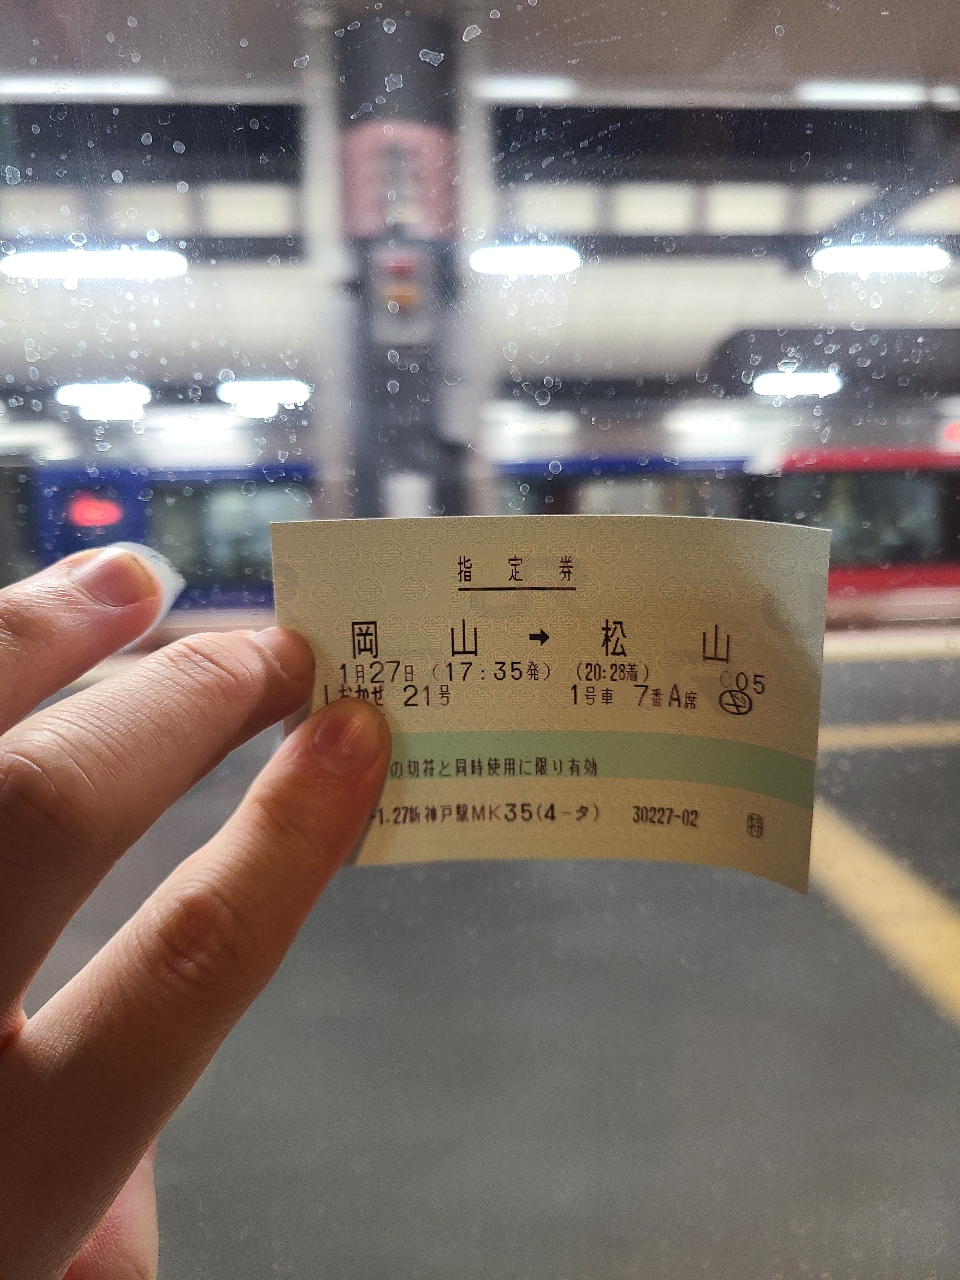 指定券
岡山➡松山
1月27日 (17:35発) (20:28着) C05
しおかぜ 21号 1号車 7番A席
の切符と同時使用に限り有効
-1.27新神戸駅MK35(4-タ) 30227-02 特